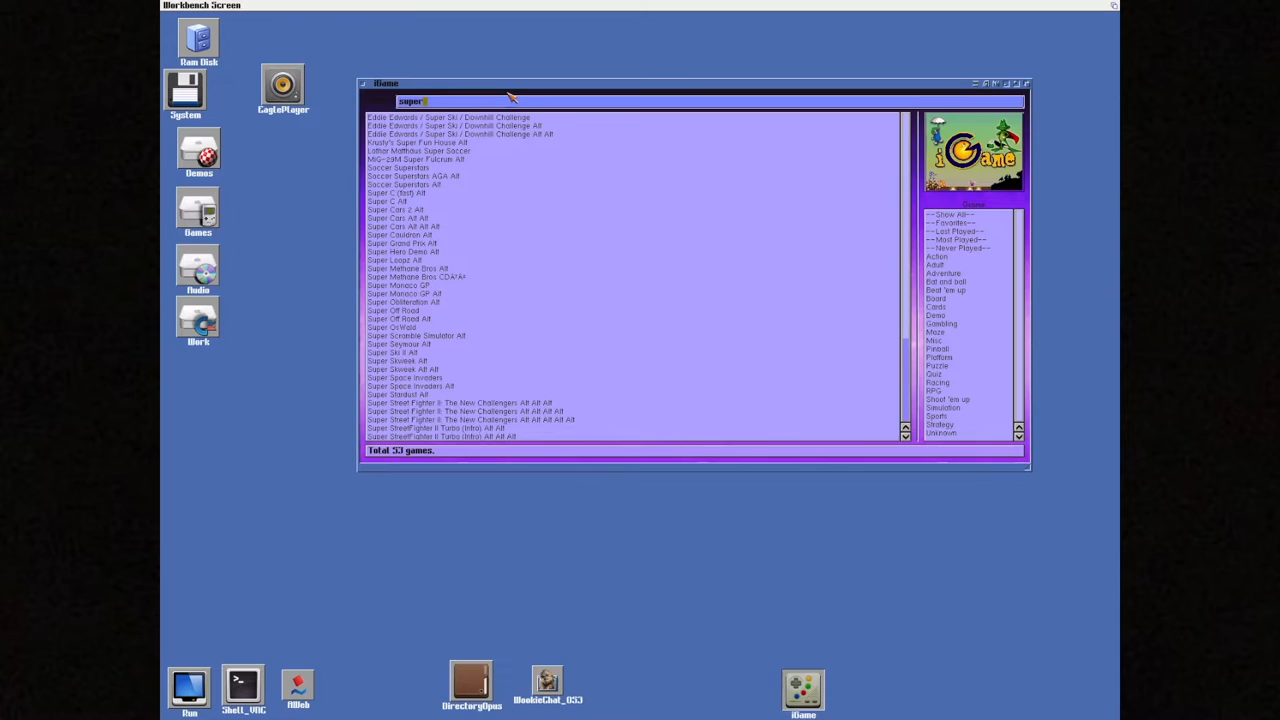 Workbench Screen
Ram Disk
System
EaglePlayer
Demos
Games
Audio
Work
iGame
super
Eddie Edwards / Super Ski / Downhill Challenge
Eddie Edwards / Super Ski / Downhill Challenge Alt
Eddie Edwards / Super Ski / Downhill Challenge Alt Alt
Krusty's Super Fun House Alt
Lothar Matthaus Super Soccer
MiG-29M Super Fulcrum Alt
Soccer Superstars
Soccer Superstars AGA Alt
Soccer Superstars Alt
Super C (fast) Alt
Super C Alt
Super Cars 2 Alt
Super Cars Alt Alt
Super Cars Alt Alt Alt
Super Cauldron Alt
Super Grand Prix Alt
Super Hero Demo Alt
Super Loopz Alt
Super Methane Bros Alt
Super Monaco GP
Super Monaco GP Alt
Super Obliteration Alt
Super Off Road
Super Off Road Alt
Super OsWald
Super Scramble Simulator Alt
Super Seymour Alt
Super Ski II Alt
Super Skweek Alt
Super Skweek Alt Alt
Super Space Invaders
Super Space Invaders Alt
Super Stardust Alt
Super Street Fighter II: The New Challengers Alt Alt Alt
Super Street Fighter II: The New Challengers Alt Alt Alt Alt
Super Street Fighter II: The New Challengers Alt Alt Alt Alt Alt
Super StreetFighter II Turbo (Intro) Alt Alt
Super StreetFighter II Turbo (Intro) Alt Alt Alt
Total 53 games.
iGame
--Show All--
--Favorites--
--Last Played--
--Most Played--
--Never Played--
Action
Adult
Adventure
Bat and ball
Beat 'em up
Board
Cards
Demo
Gambling
Maze
Misc
Pinball
Platform
Puzzle
Quiz
Racing
RPG
Shoot 'em up
Simulation
Sports
Strategy
Unknown
Run
Shell_VNC
AWeb
DirectoryOpus
WookieChat_OS3
iGame